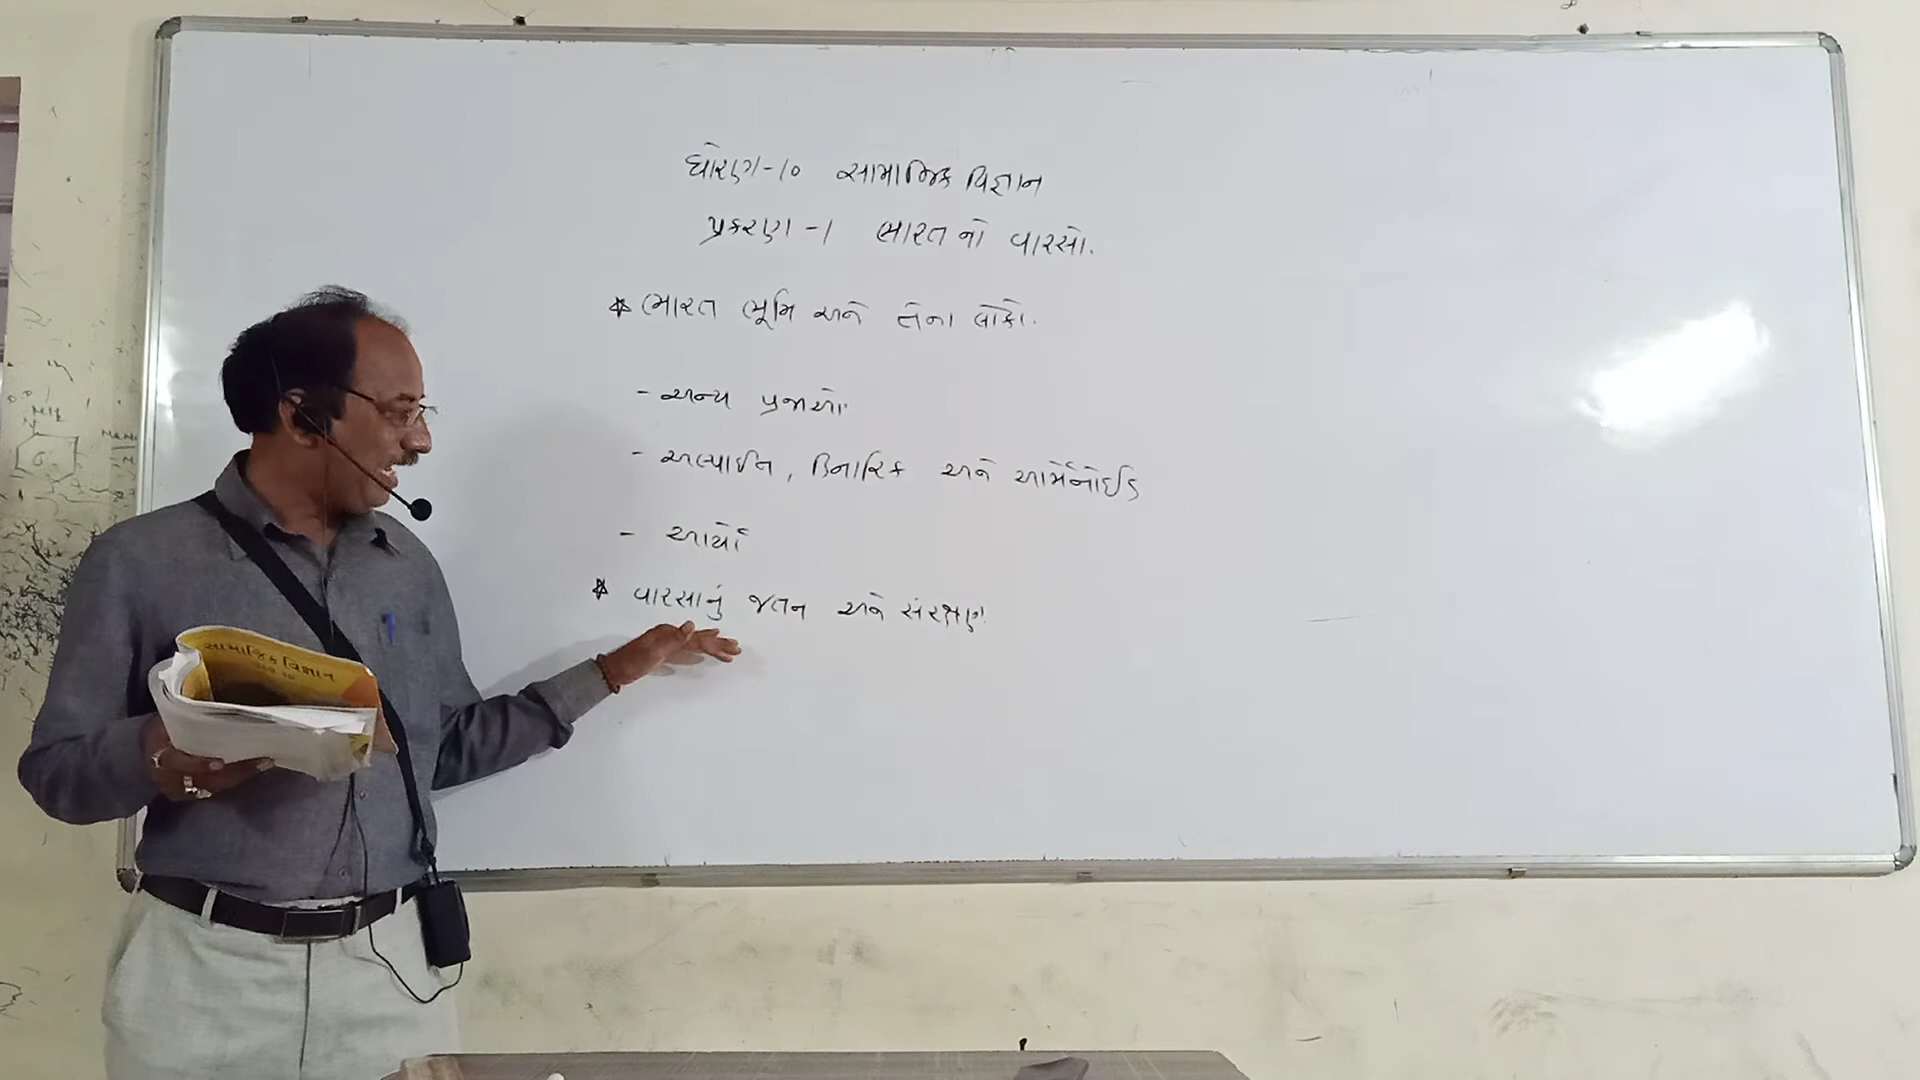 ધોરણ-10 સામાજિક વિજ્ઞાન
પ્રકરણ-1 ભારતનો વારસો.
* ભારત ભૂમિ અને તેના લોકો.
- અન્ય પ્રજાઓ
- અલ્પાઈન, ડિનારિક અને આર્મેનોઈડ
- આર્યો
* વારસાનું જતન અને સંરક્ષણ
સામાજિક વિજ્ઞાન